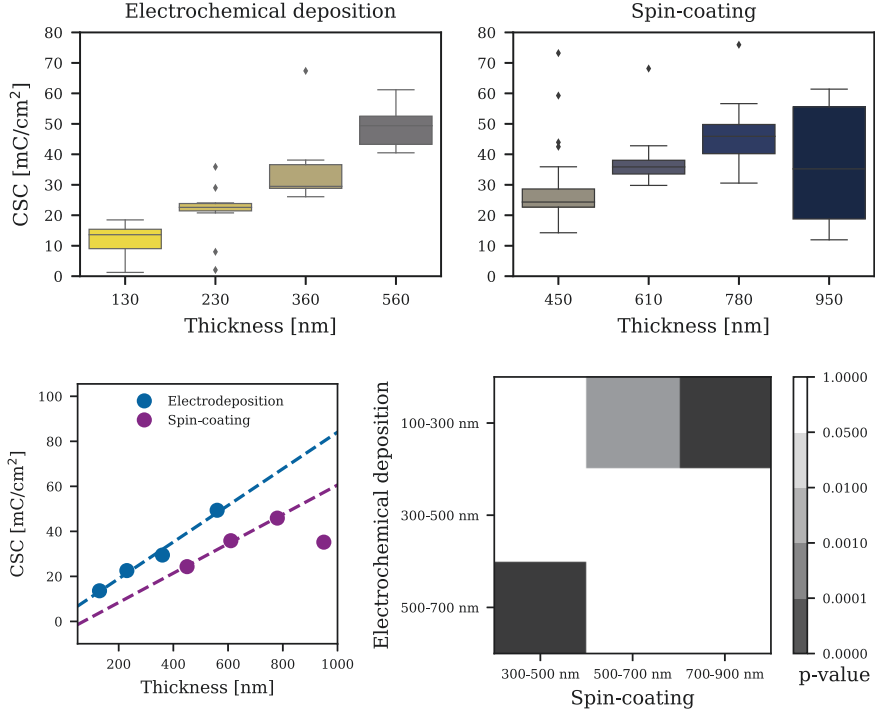 Electrochemical deposition
80
70
60
50
40
30
20
10
0
CSC [mC/cm²]
130 230 360 560
Thickness [nm]
Spin-coating
80
70
60
50
40
30
20
10
0
450 610 780 950
Thickness [nm]
Electrodeposition
Spin-coating
100
80
60
40
20
0
CSC [mC/cm²]
200 400 600 800 1000
Thickness [nm]
Electrochemical deposition
100-300 nm
300-500 nm
500-700 nm
300-500 nm 500-700 nm 700-900 nm
Spin-coating
1.0000
0.0500
0.0100
0.0010
0.0001
0.0000
p-value